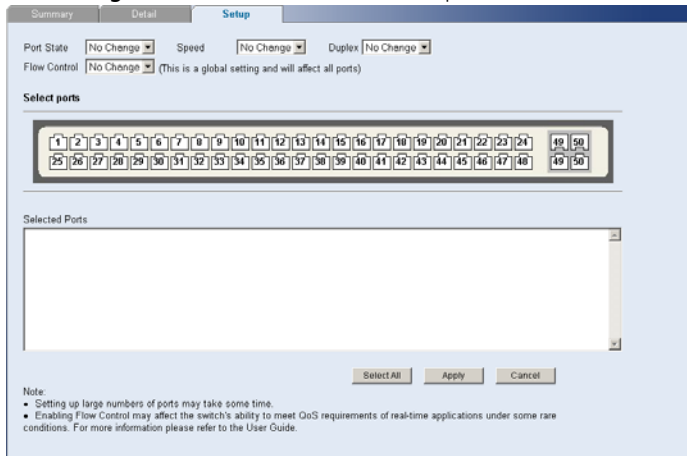 Summary Detail Setup
Port State No Change Speed No Change Duplex No Change
Flow Control No Change (This is a global setting and will affect all ports)
Select ports
1 2 3 4 5 6 7 8 9 10 11 12 13 14 15 16 17 18 19 20 21 22 23 24 49 50
25 26 27 28 29 30 31 32 33 34 35 36 37 38 39 40 41 42 43 44 45 46 47 48 49 50
Selected Ports
Select All Apply Cancel
Note:
▪ Setting up large numbers of ports may take some time.
▪ Enabling Flow Control may affect the switch's ability to meet QoS requirements of real-time applications under some rare
conditions. For more information please refer to the User Guide.